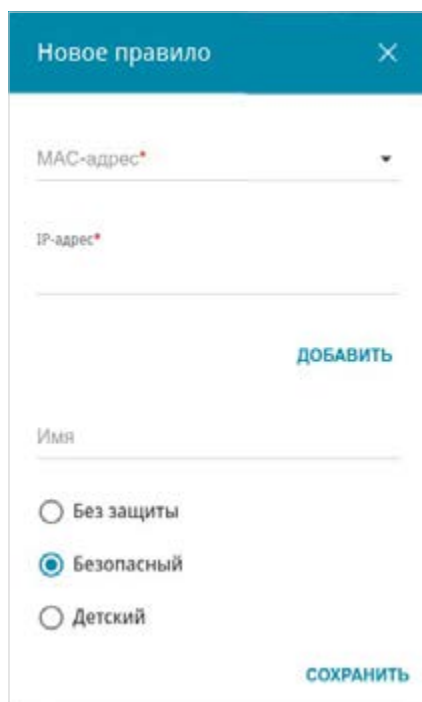 Новое правило
MAC-адрес*
IP-адрес*
ДОБАВИТЬ
Имя
Без защиты
Безопасный
Детский
СОХРАНИТЬ